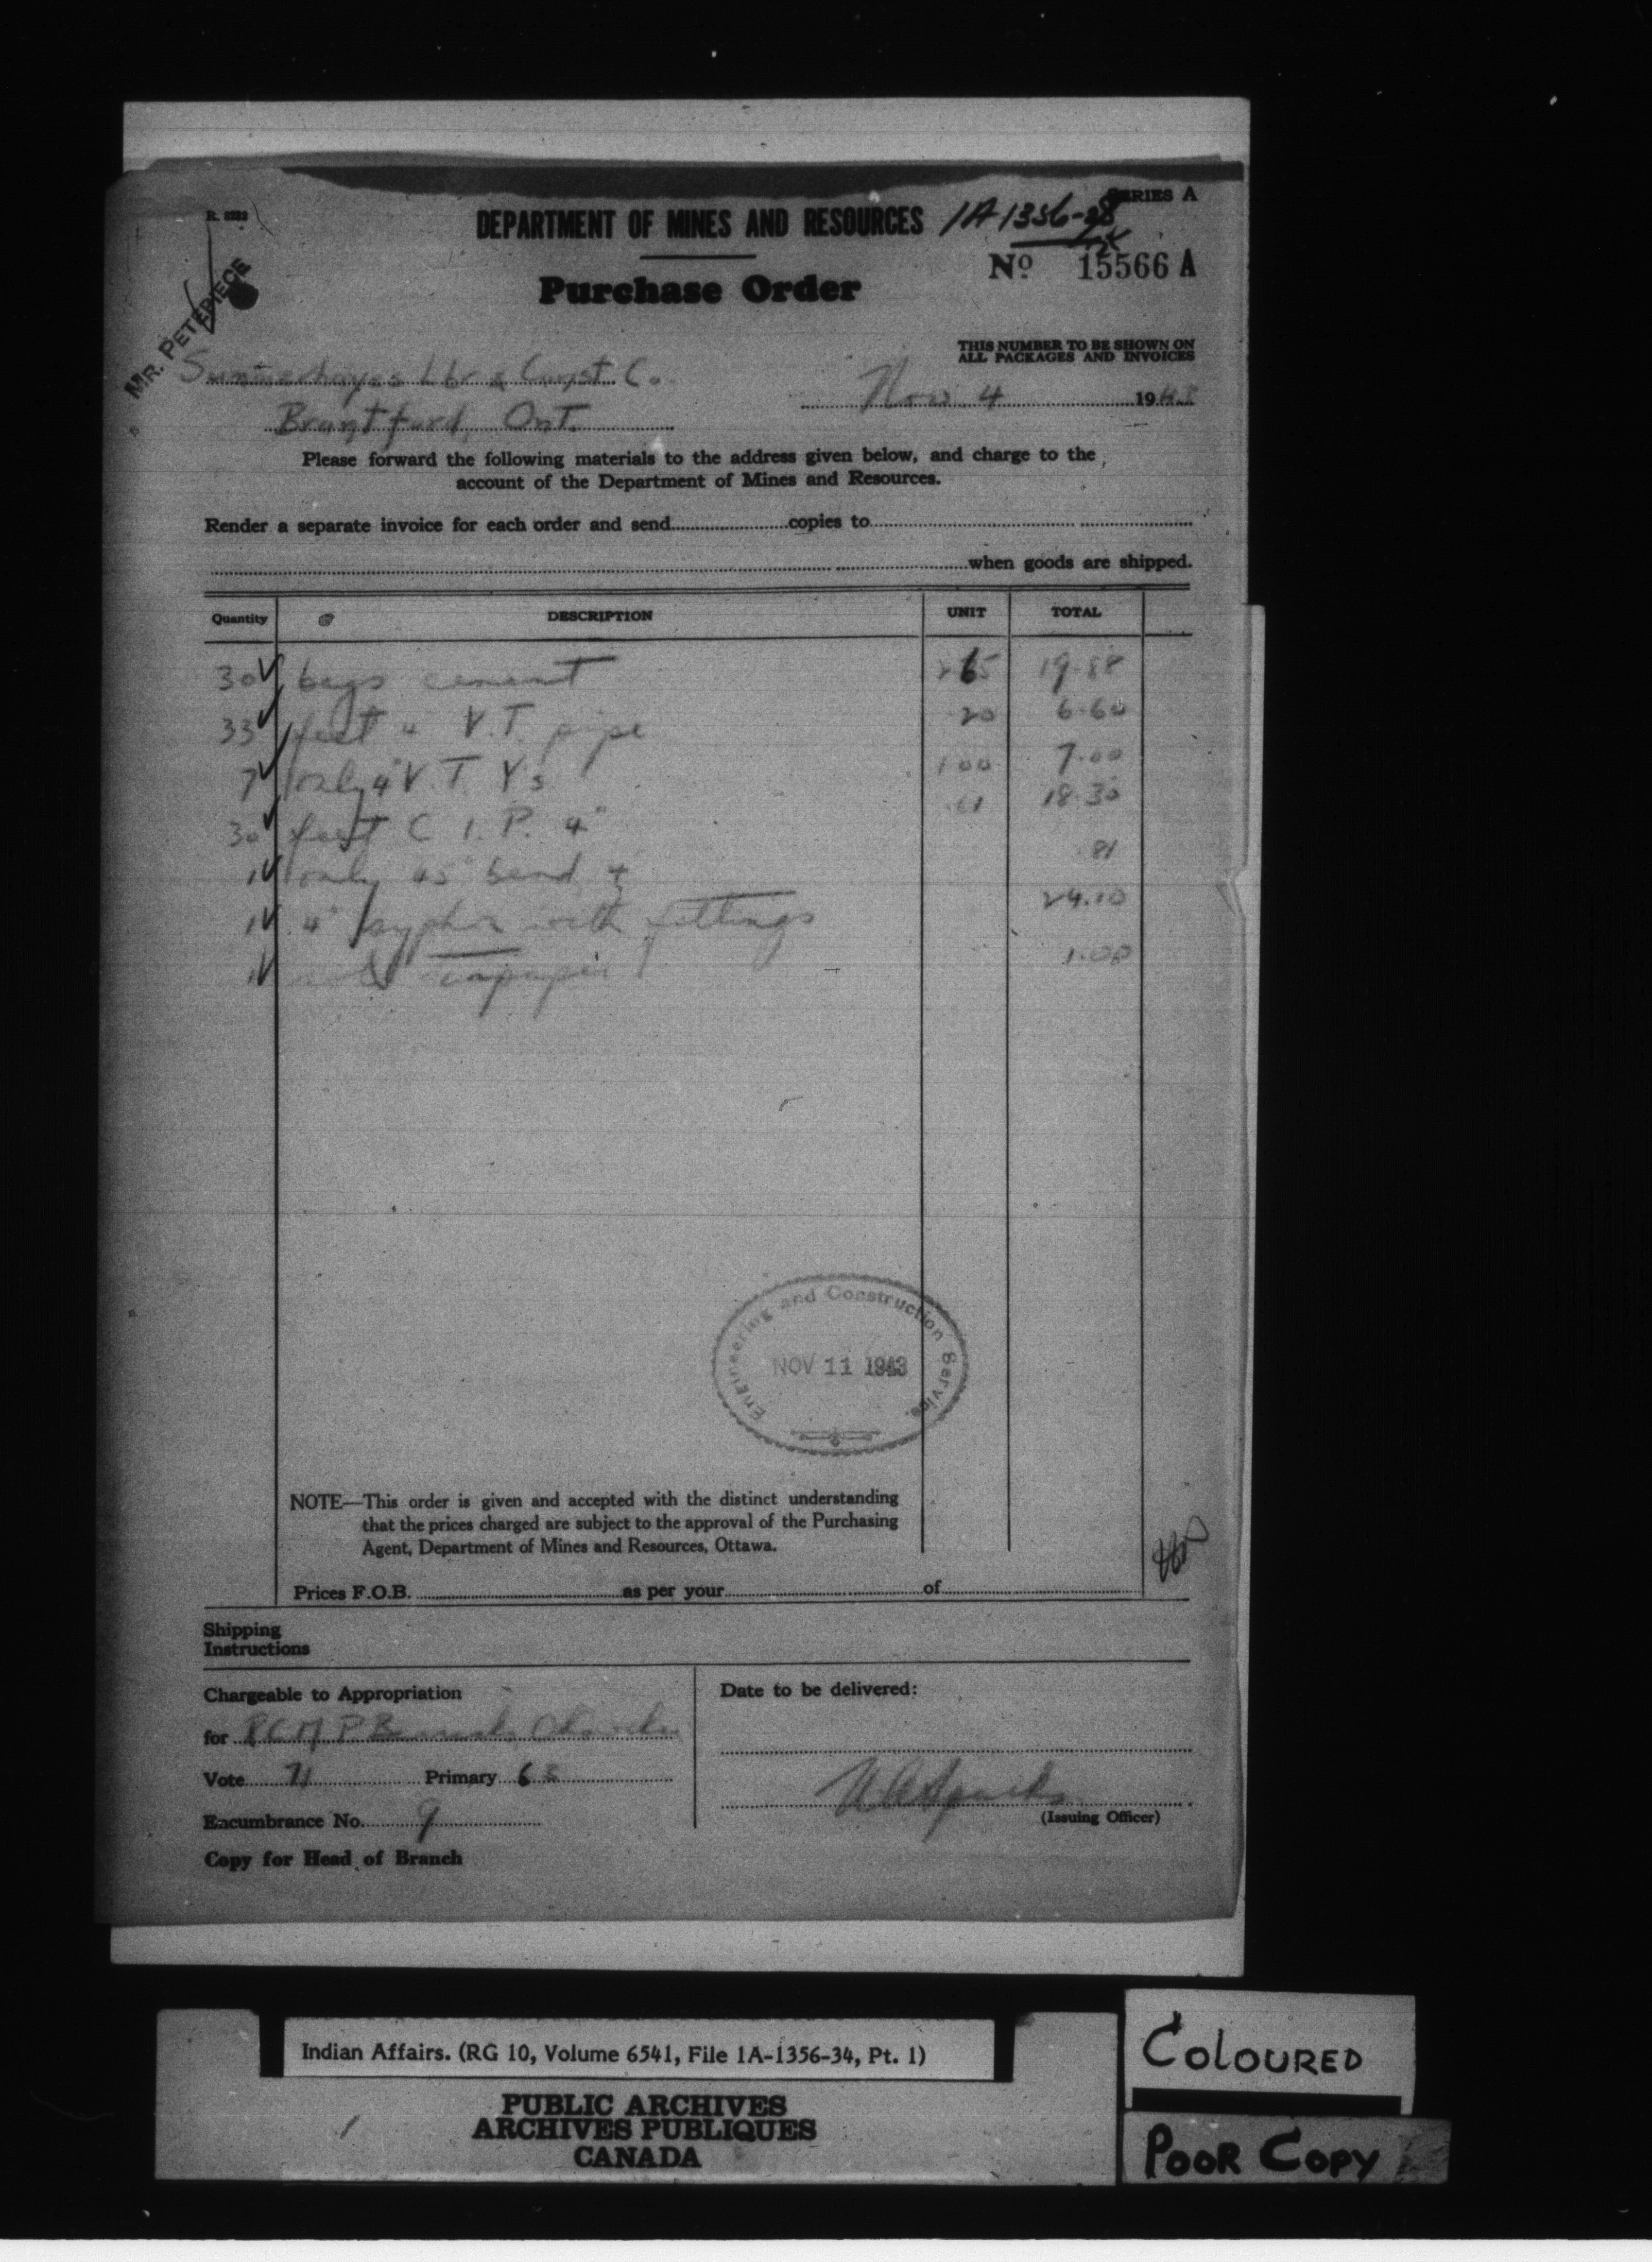 R. 8233
SERIES A
DEPARTMENT OF MINES AND RESOURCES
1A 1356-
No 15566 A
Purchase Order
MR. PETEPIECE
THIS NUMBER TO BE SHOWN ON
ALL PACKAGES AND INVOICES
Summerhayes Lbr & Const. Co.
Nov 4 1943
Brantford, Ont.
Please forward the following materials to the address given below, and charge to the
account of the Department of Mines and Resources.
Render a separate invoice for each order and send copies to
when goods are shipped.
Quantity DESCRIPTION UNIT TOTAL
30 bags cement 65 19.88
33 feet 4" V.T. pipe 20 6.60
7 only 4" V.T. Y's 1.00 7.00
30 feet C.I.P. 4" .61 18.30
1 only 45° bend 4" .81
1 4" syphon with fittings 24.10
1 1.00
Engineering and Construction Service
NOV 11 1943
NOTE—This order is given and accepted with the distinct understanding
that the prices charged are subject to the approval of the Purchasing
Agent, Department of Mines and Resources, Ottawa.
Prices F.O.B. as per your of
Shipping
Instructions
Chargeable to Appropriation
Date to be delivered:
for R.C.M.P. Ohsweken
Vote 71 Primary 68
(Issuing Officer)
Encumbrance No. 9
Copy for Head of Branch
Indian Affairs. (RG 10, Volume 6541, File 1A-1356-34, Pt. 1)
PUBLIC ARCHIVES
ARCHIVES PUBLIQUES
CANADA
COLOURED
POOR COPY